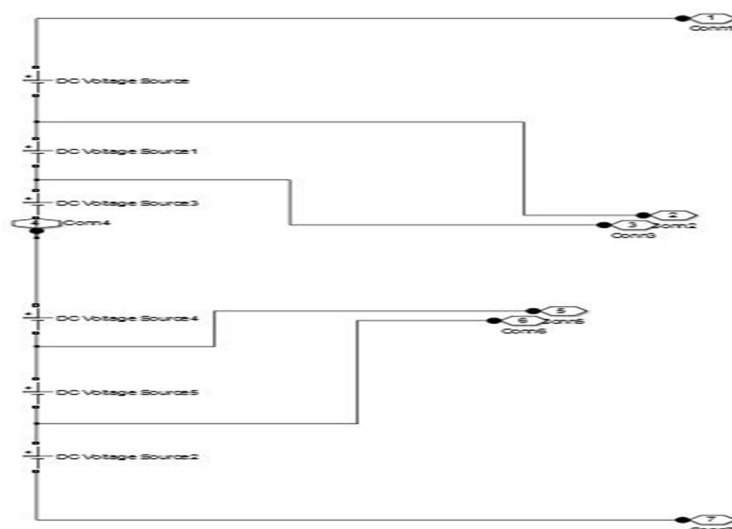 1
Conn1
DC Voltage Source
DC Voltage Source1
DC Voltage Source3
2
Conn2
3
Conn3
4
Conn4
5
Conn5
6
Conn6
DC Voltage Source4
DC Voltage Source5
DC Voltage Source2
7